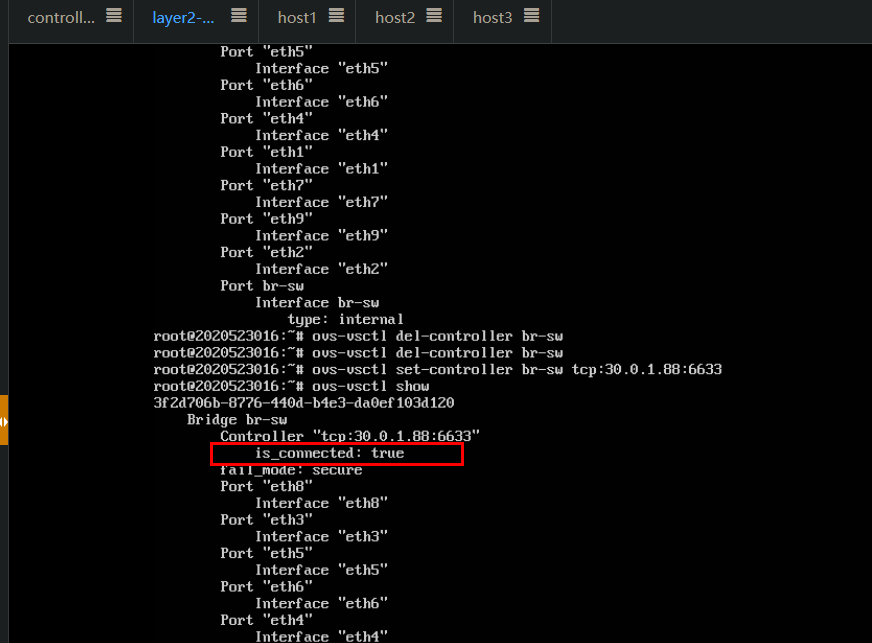 controll... layer2-... host1 host2 host3
Port "eth5"
Interface "eth5"
Port "eth6"
Interface "eth6"
Port "eth4"
Interface "eth4"
Port "eth1"
Interface "eth1"
Port "eth7"
Interface "eth7"
Port "eth9"
Interface "eth9"
Port "eth2"
Interface "eth2"
Port br-sw
Interface br-sw
type: internal
root@2020523016:~# ovs-vsctl del-controller br-sw
root@2020523016:~# ovs-vsctl del-controller br-sw
root@2020523016:~# ovs-vsctl set-controller br-sw tcp:30.0.1.88:6633
root@2020523016:~# ovs-vsctl show
3f2d706b-8776-440d-b4e3-da0ef103d120
Bridge br-sw
Controller "tcp:30.0.1.88:6633"
is_connected: true
fail_mode: secure
Port "eth8"
Interface "eth8"
Port "eth3"
Interface "eth3"
Port "eth5"
Interface "eth5"
Port "eth6"
Interface "eth6"
Port "eth4"
Interface "eth4"